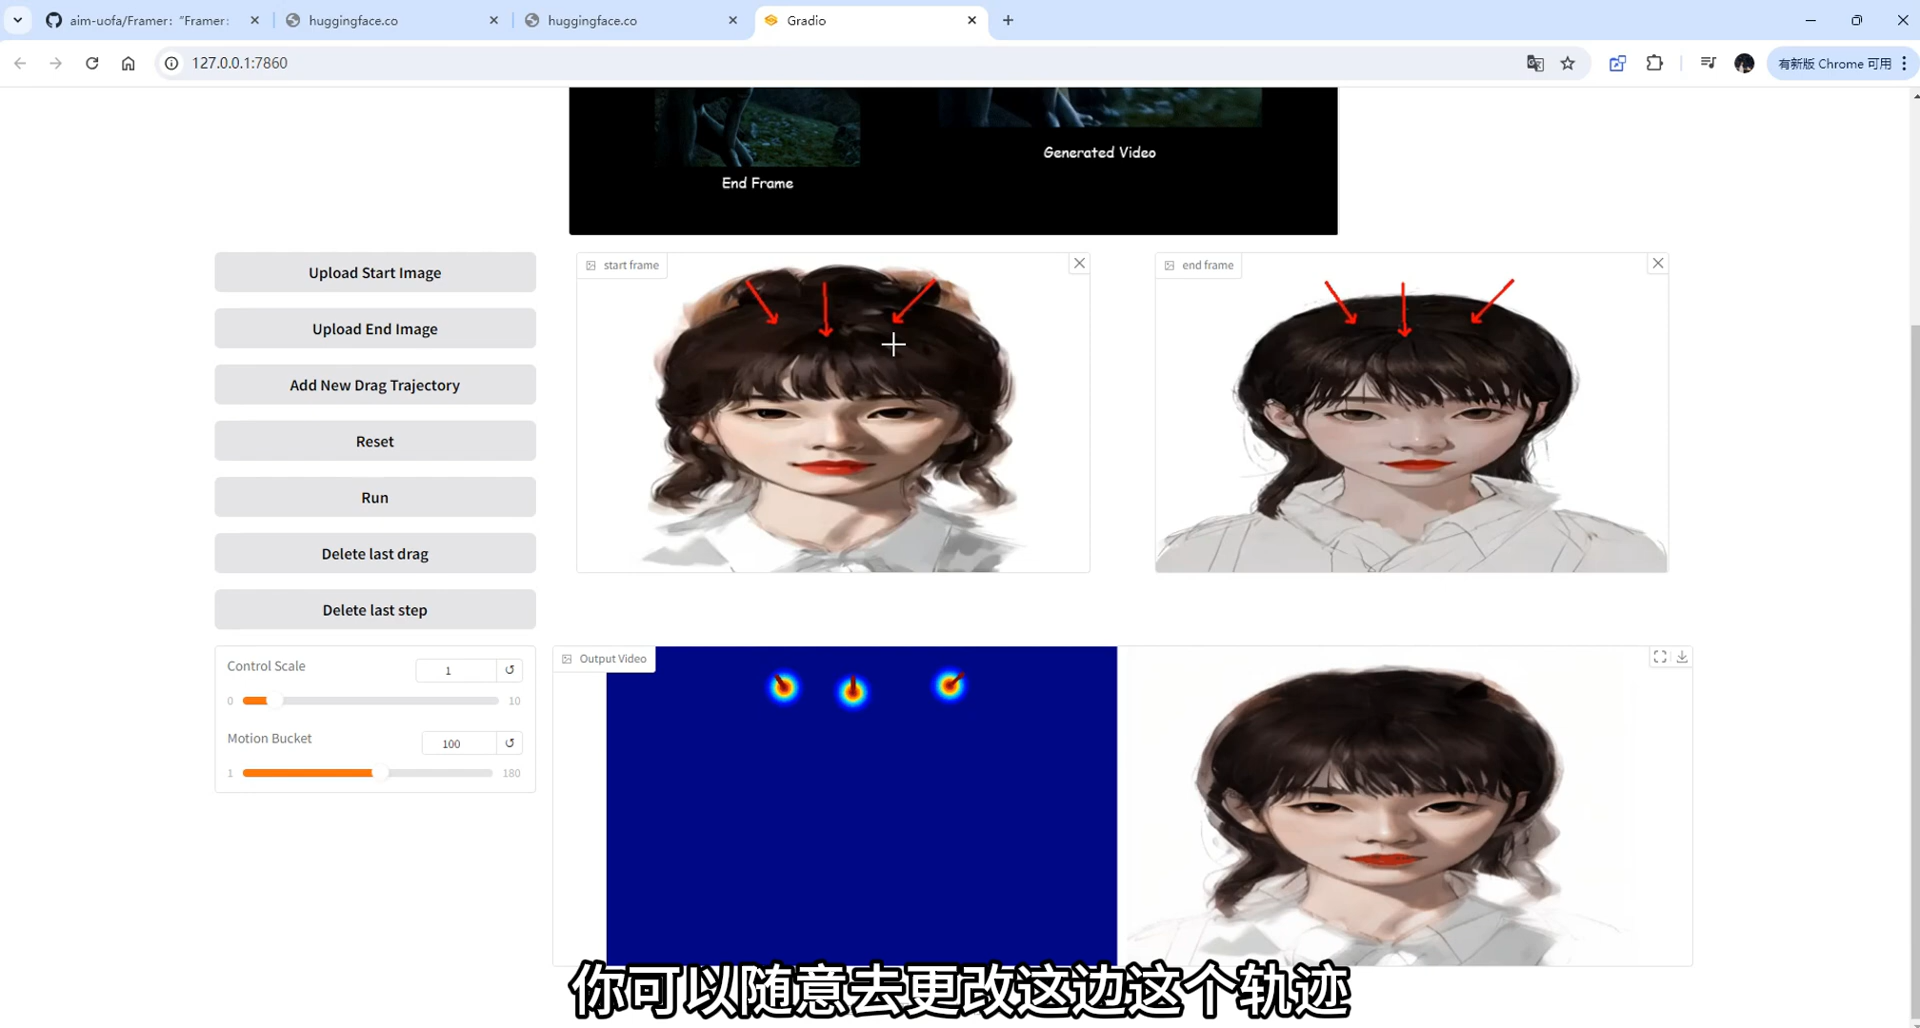 aim-uofa/Framer: "Framer:
huggingface.co
huggingface.co
Gradio
127.0.0.1:7860
有新版 Chrome 可用
End Frame
Generated Video
Upload Start Image
Upload End Image
Add New Drag Trajectory
Reset
Run
Delete last drag
Delete last step
start frame
end frame
Control Scale
1
0
10
Motion Bucket
100
1
180
Output Video
你可以随意去更改这边这个轨迹